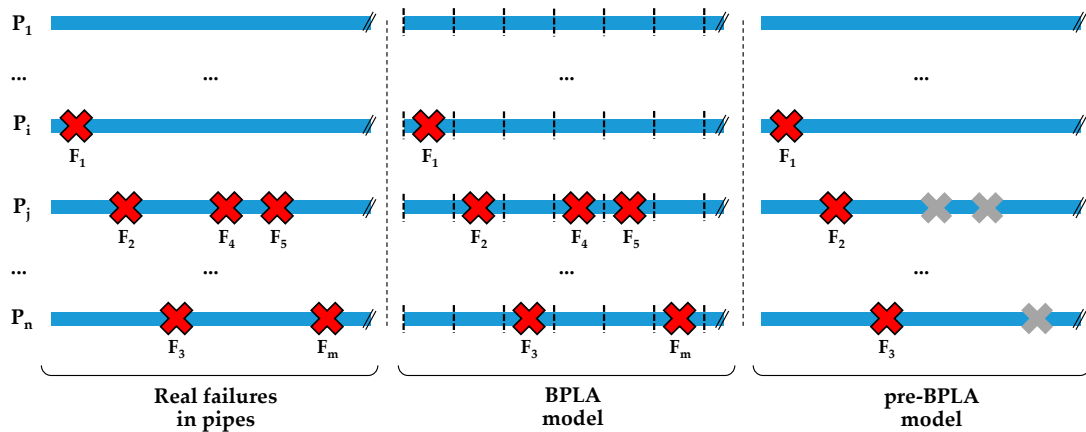 P1
... ... ... ...
Pi
F1 F1 F1
Pj
F2 F4 F5 F2 F4 F5 F2
... ... ... ...
Pn
F3 Fm F3 Fm F3
Real failures
in pipes
BPLA
model
pre-BPLA
model